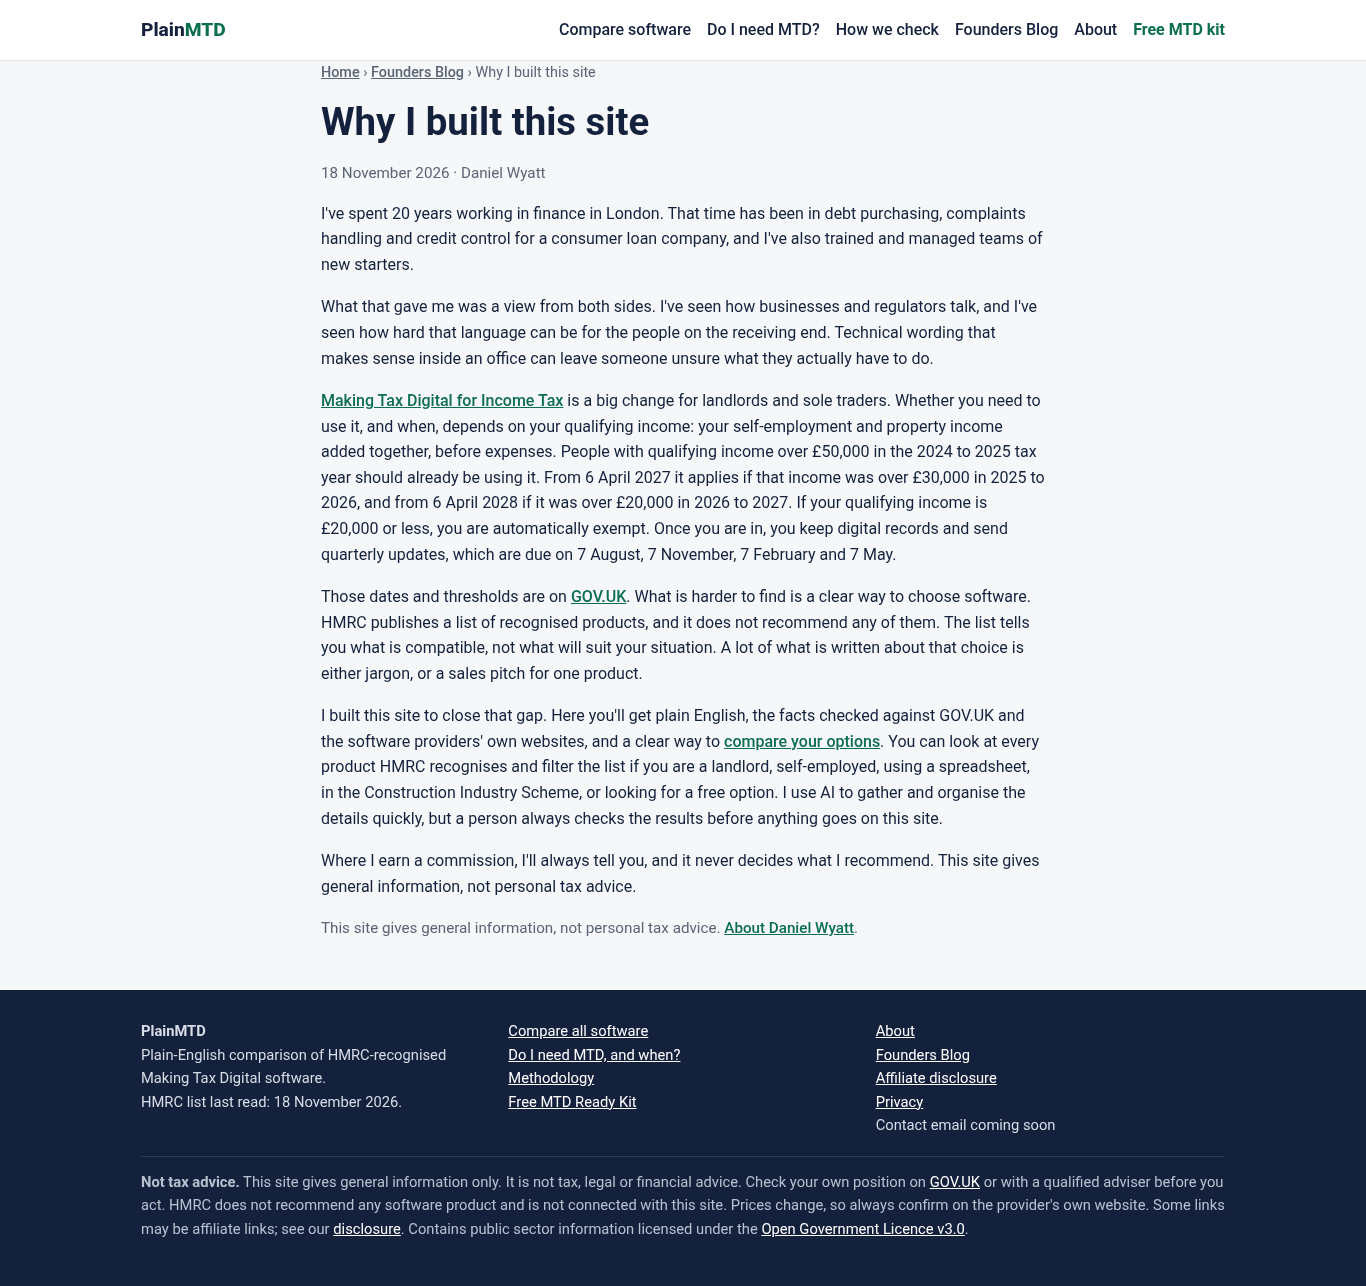 PlainMTD
Compare software Do I need MTD? How we check Founders Blog About Free MTD kit
Home › Founders Blog › Why I built this site
Why I built this site
18 November 2026 · Daniel Wyatt
I've spent 20 years working in finance in London. That time has been in debt purchasing, complaints
handling and credit control for a consumer loan company, and I've also trained and managed teams of
new starters.
What that gave me was a view from both sides. I've seen how businesses and regulators talk, and I've
seen how hard that language can be for the people on the receiving end. Technical wording that
makes sense inside an office can leave someone unsure what they actually have to do.
Making Tax Digital for Income Tax is a big change for landlords and sole traders. Whether you need to
use it, and when, depends on your qualifying income: your self-employment and property income
added together, before expenses. People with qualifying income over £50,000 in the 2024 to 2025 tax
year should already be using it. From 6 April 2027 it applies if that income was over £30,000 in 2025 to
2026, and from 6 April 2028 if it was over £20,000 in 2026 to 2027. If your qualifying income is
£20,000 or less, you are automatically exempt. Once you are in, you keep digital records and send
quarterly updates, which are due on 7 August, 7 November, 7 February and 7 May.
Those dates and thresholds are on GOV.UK. What is harder to find is a clear way to choose software.
HMRC publishes a list of recognised products, and it does not recommend any of them. The list tells
you what is compatible, not what will suit your situation. A lot of what is written about that choice is
either jargon, or a sales pitch for one product.
I built this site to close that gap. Here you'll get plain English, the facts checked against GOV.UK and
the software providers' own websites, and a clear way to compare your options. You can look at every
product HMRC recognises and filter the list if you are a landlord, self-employed, using a spreadsheet,
in the Construction Industry Scheme, or looking for a free option. I use AI to gather and organise the
details quickly, but a person always checks the results before anything goes on this site.
Where I earn a commission, I'll always tell you, and it never decides what I recommend. This site gives
general information, not personal tax advice.
This site gives general information, not personal tax advice. About Daniel Wyatt.
PlainMTD
Plain-English comparison of HMRC-recognised
Making Tax Digital software.
HMRC list last read: 18 November 2026.
Compare all software
Do I need MTD, and when?
Methodology
Free MTD Ready Kit
About
Founders Blog
Affiliate disclosure
Privacy
Contact email coming soon
Not tax advice. This site gives general information only. It is not tax, legal or financial advice. Check your own position on GOV.UK or with a qualified adviser before you
act. HMRC does not recommend any software product and is not connected with this site. Prices change, so always confirm on the provider's own website. Some links
may be affiliate links; see our disclosure. Contains public sector information licensed under the Open Government Licence v3.0.